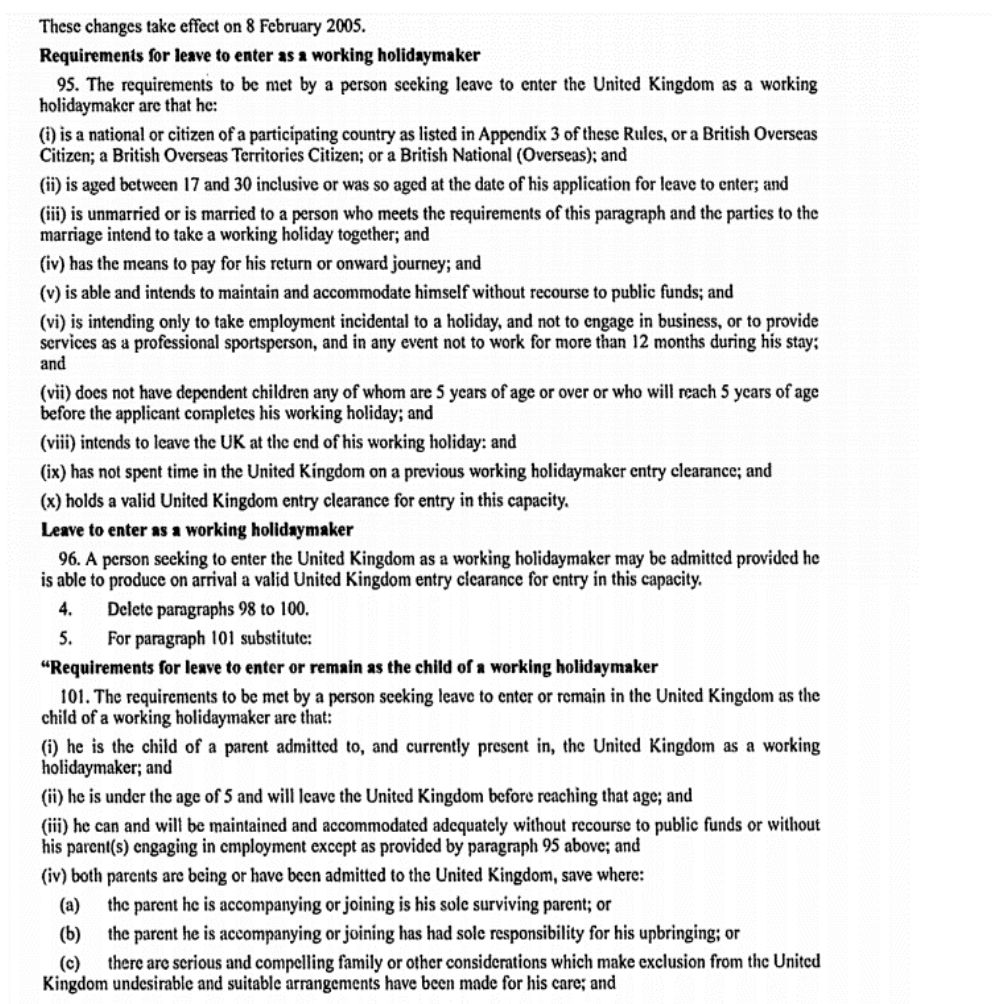 These changes take effect on 8 February 2005.
Requirements for leave to enter as a working holidaymaker
95. The requirements to be met by a person seeking leave to enter the United Kingdom as a working
holidaymaker are that he:
(i) is a national or citizen of a participating country as listed in Appendix 3 of these Rules, or a British Overseas
Citizen; a British Overseas Territories Citizen; or a British National (Overseas); and
(ii) is aged between 17 and 30 inclusive or was so aged at the date of his application for leave to enter; and
(iii) is unmarried or is married to a person who meets the requirements of this paragraph and the parties to the
marriage intend to take a working holiday together; and
(iv) has the means to pay for his return or onward journey; and
(v) is able and intends to maintain and accommodate himself without recourse to public funds; and
(vi) is intending only to take employment incidental to a holiday, and not to engage in business, or to provide
services as a professional sportsperson, and in any event not to work for more than 12 months during his stay;
and
(vii) does not have dependent children any of whom are 5 years of age or over or who will reach 5 years of age
before the applicant completes his working holiday; and
(viii) intends to leave the UK at the end of his working holiday: and
(ix) has not spent time in the United Kingdom on a previous working holidaymaker entry clearance; and
(x) holds a valid United Kingdom entry clearance for entry in this capacity.
Leave to enter as a working holidaymaker
96. A person seeking to enter the United Kingdom as a working holidaymaker may be admitted provided he
is able to produce on arrival a valid United Kingdom entry clearance for entry in this capacity.
4. Delete paragraphs 98 to 100.
5. For paragraph 101 substitute:
“Requirements for leave to enter or remain as the child of a working holidaymaker
101. The requirements to be met by a person seeking leave to enter or remain in the United Kingdom as the
child of a working holidaymaker are that:
(i) he is the child of a parent admitted to, and currently present in, the United Kingdom as a working
holidaymaker; and
(ii) he is under the age of 5 and will leave the United Kingdom before reaching that age; and
(iii) he can and will be maintained and accommodated adequately without recourse to public funds or without
his parent(s) engaging in employment except as provided by paragraph 95 above; and
(iv) both parents are being or have been admitted to the United Kingdom, save where:
(a) the parent he is accompanying or joining is his sole surviving parent; or
(b) the parent he is accompanying or joining has had sole responsibility for his upbringing; or
(c) there are serious and compelling family or other considerations which make exclusion from the United
Kingdom undesirable and suitable arrangements have been made for his care; and